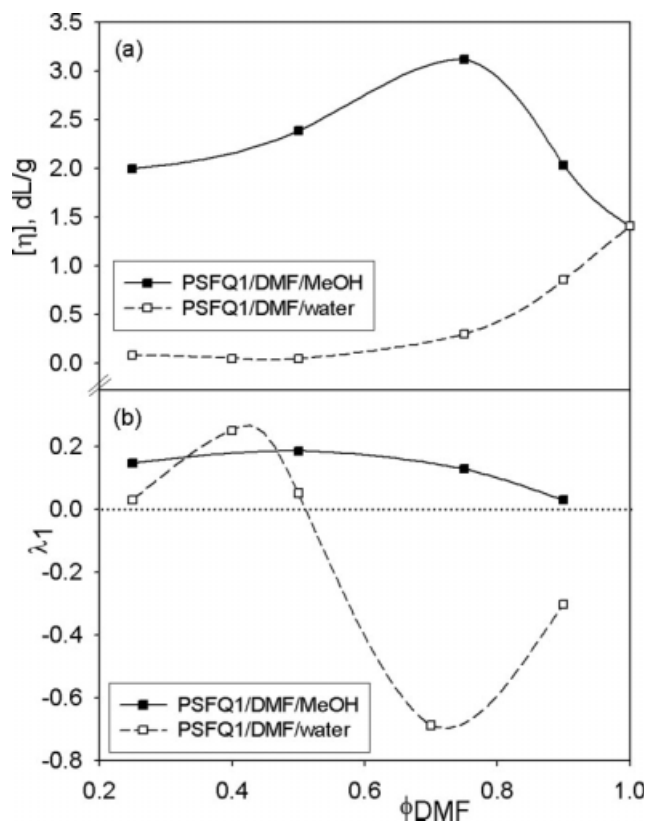 (a)
3.5
3.0
2.5
2.0
1.5
1.0
0.5
0.0
[η], dL/g
PSFQ1/DMF/MeOH
PSFQ1/DMF/water
(b)
0.2
0.0
-0.2
-0.4
-0.6
-0.8
λ1
PSFQ1/DMF/MeOH
PSFQ1/DMF/water
0.2 0.4 0.6 0.8 1.0
ϕDMF